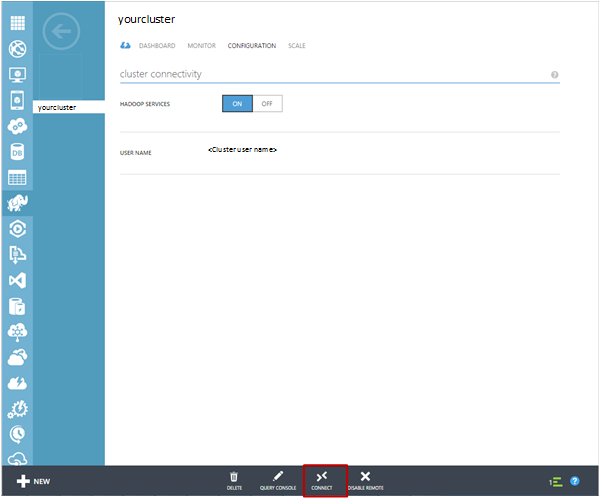 yourcluster
DASHBOARD MONITOR CONFIGURATION SCALE
cluster connectivity
?
yourcluster
HADOOP SERVICES ON OFF
USER NAME <Cluster user name>
DB
NEW
DELETE QUERY CONSOLE CONNECT DISABLE REMOTE
1 ?